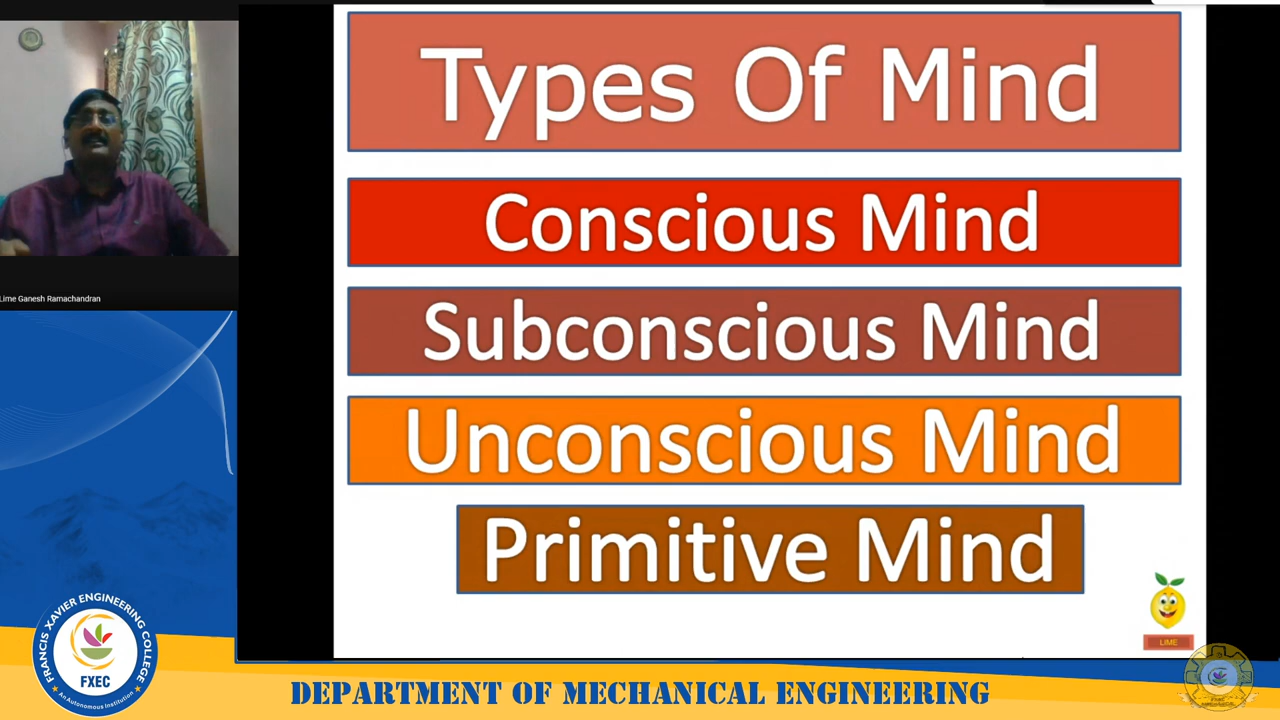 Types Of Mind
Conscious Mind
Subconscious Mind
Unconscious Mind
Primitive Mind
LIME
Lime Ganesh Ramachandran
FRANCIS XAVIER ENGINEERING COLLEGE
FXEC
An Autonomous Institution
DEPARTMENT OF MECHANICAL ENGINEERING